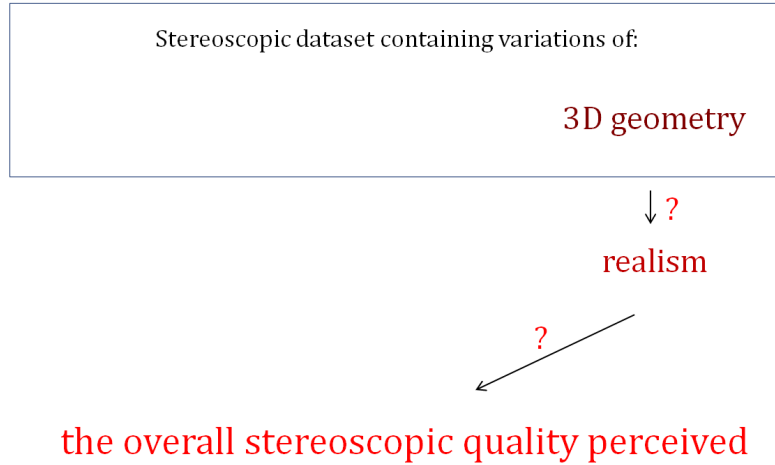 Stereoscopic dataset containing variations of:
3D geometry
?
realism
?
the overall stereoscopic quality perceived